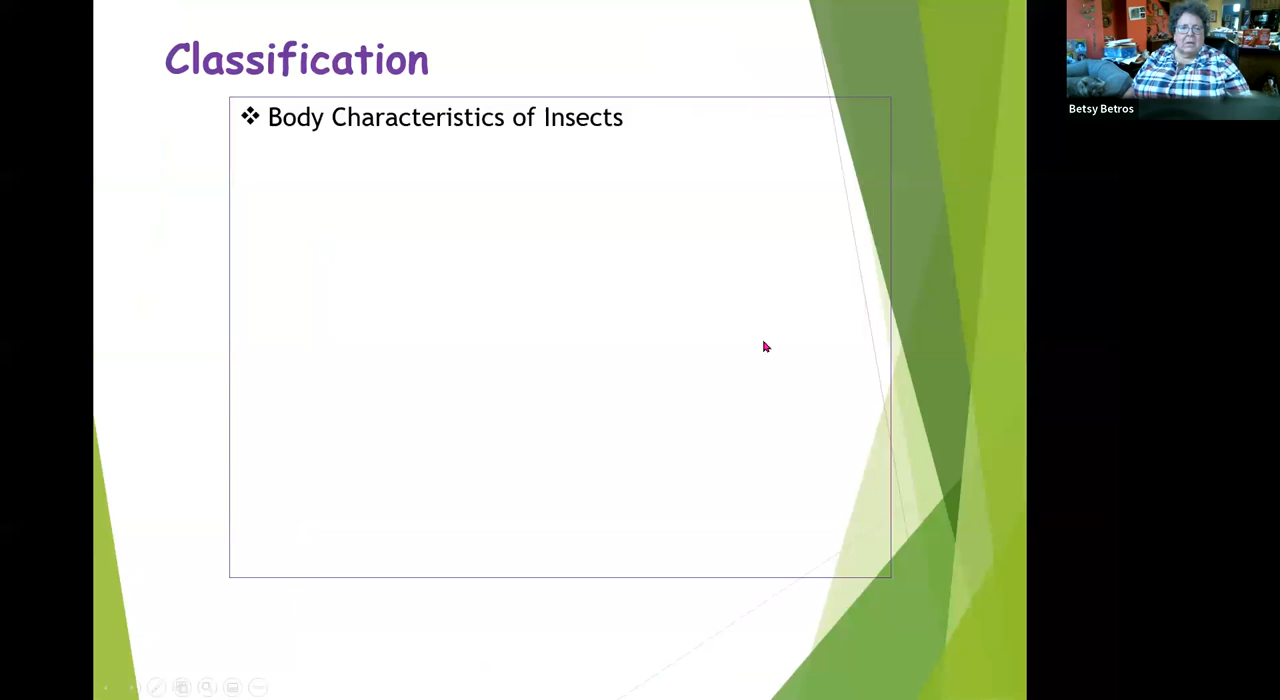 Classification
❖ Body Characteristics of Insects
Betsy Betros